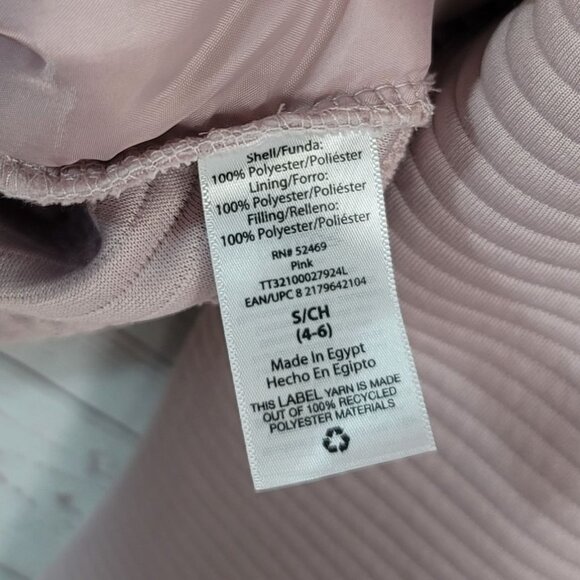 Shell/Funda:
100% Polyester/Poliéster
Lining/Forro:
100% Polyester/Poliéster
Filling/Relleno:
100% Polyester/Poliéster
RN# 52469
Pink
TT32100027924L
EAN/UPC 8 2179642104
S/CH
(4-6)
Made In Egypt
Hecho En Egipto
THIS LABEL YARN IS MADE
OUT OF 100% RECYCLED
POLYESTER MATERIALS